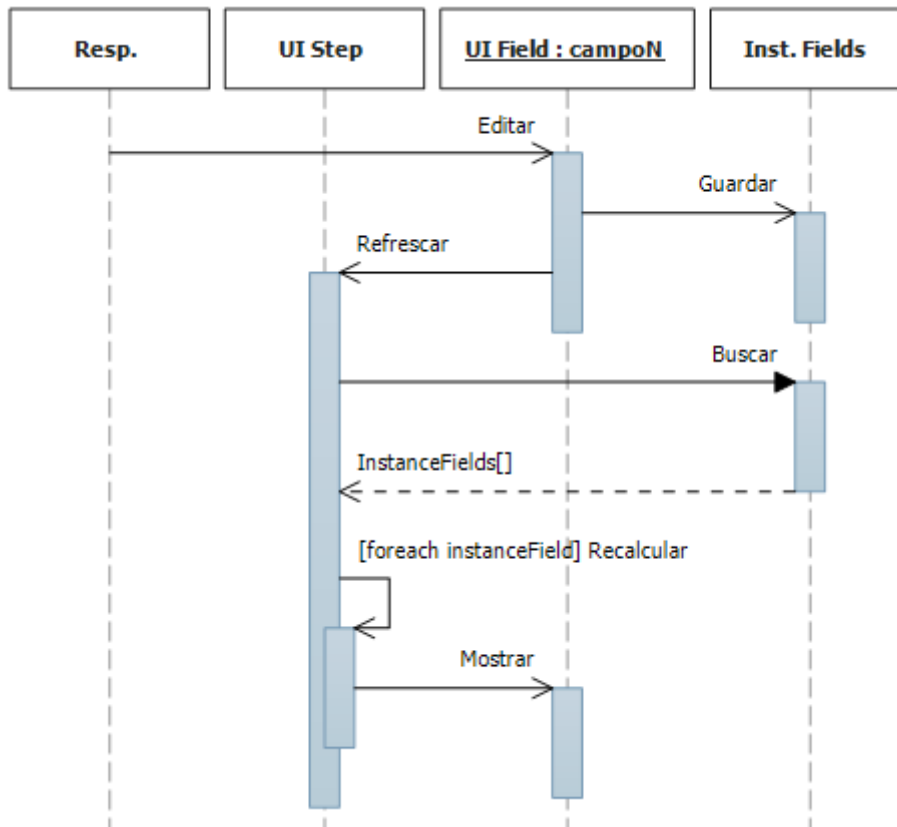 Resp.
UI Step
UI Field : campoN
Inst. Fields
Editar
Guardar
Refrescar
Buscar
InstanceFields[]
[foreach instanceField] Recalcular
Mostrar